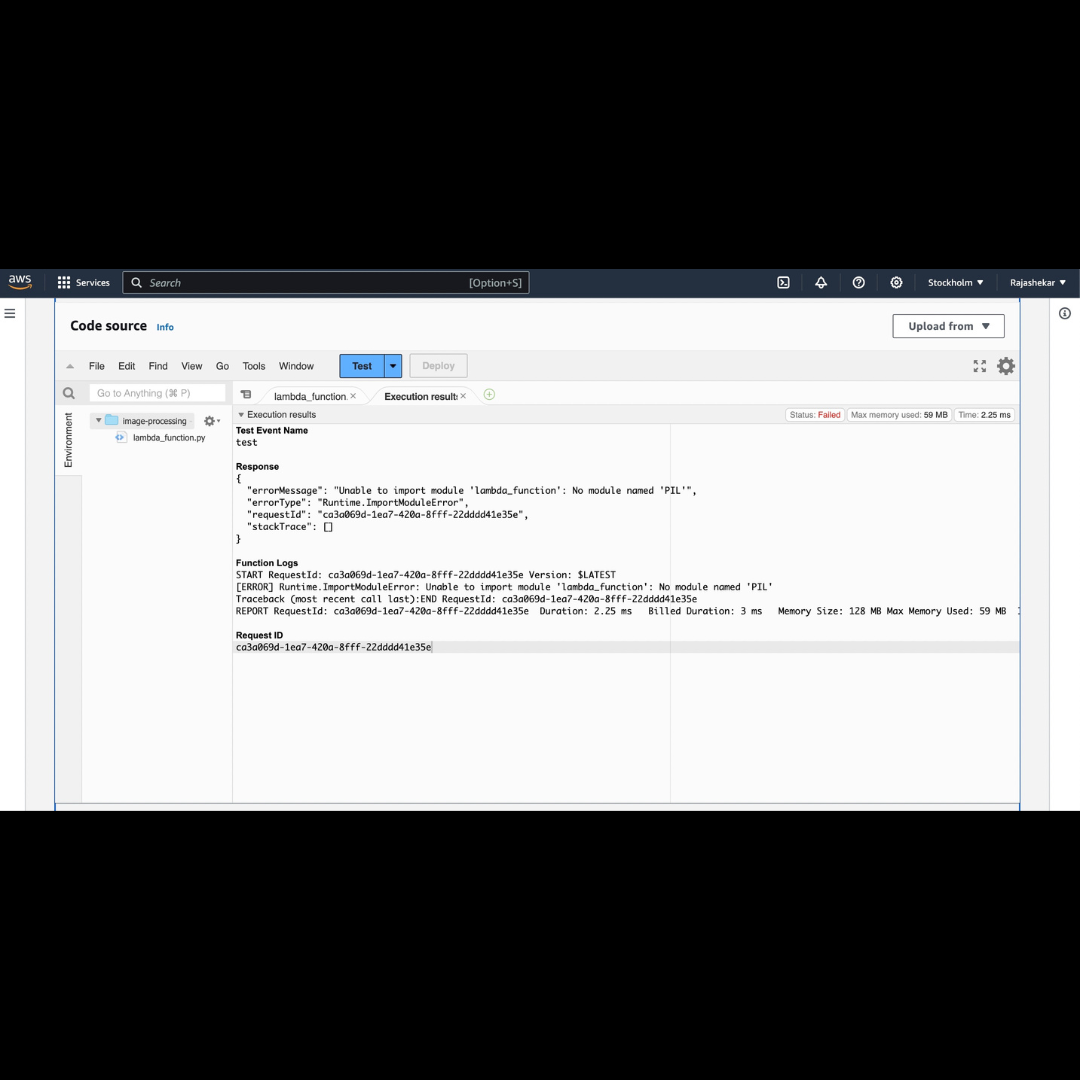 aws
Services
Search
[Option+S]
Stockholm
Rajashekar
Code source
Info
Upload from
File Edit Find View Go Tools Window
Test
Deploy
Go to Anything (⌘ P)
lambda_function.
Execution results
Environment
image-processing
lambda_function.py
Execution results
Status: Failed
Max memory used: 59 MB
Time: 2.25 ms
Test Event Name
test
Response
{
"errorMessage": "Unable to import module 'lambda_function': No module named 'PIL'",
"errorType": "Runtime.ImportModuleError",
"requestId": "ca3a069d-1ea7-420a-8fff-22dddd41e35e",
"stackTrace": []
}
Function Logs
START RequestId: ca3a069d-1ea7-420a-8fff-22dddd41e35e Version: $LATEST
[ERROR] Runtime.ImportModuleError: Unable to import module 'lambda_function': No module named 'PIL'
Traceback (most recent call last):END RequestId: ca3a069d-1ea7-420a-8fff-22dddd41e35e
REPORT RequestId: ca3a069d-1ea7-420a-8fff-22dddd41e35e Duration: 2.25 ms Billed Duration: 3 ms Memory Size: 128 MB Max Memory Used: 59 MB
Request ID
ca3a069d-1ea7-420a-8fff-22dddd41e35e